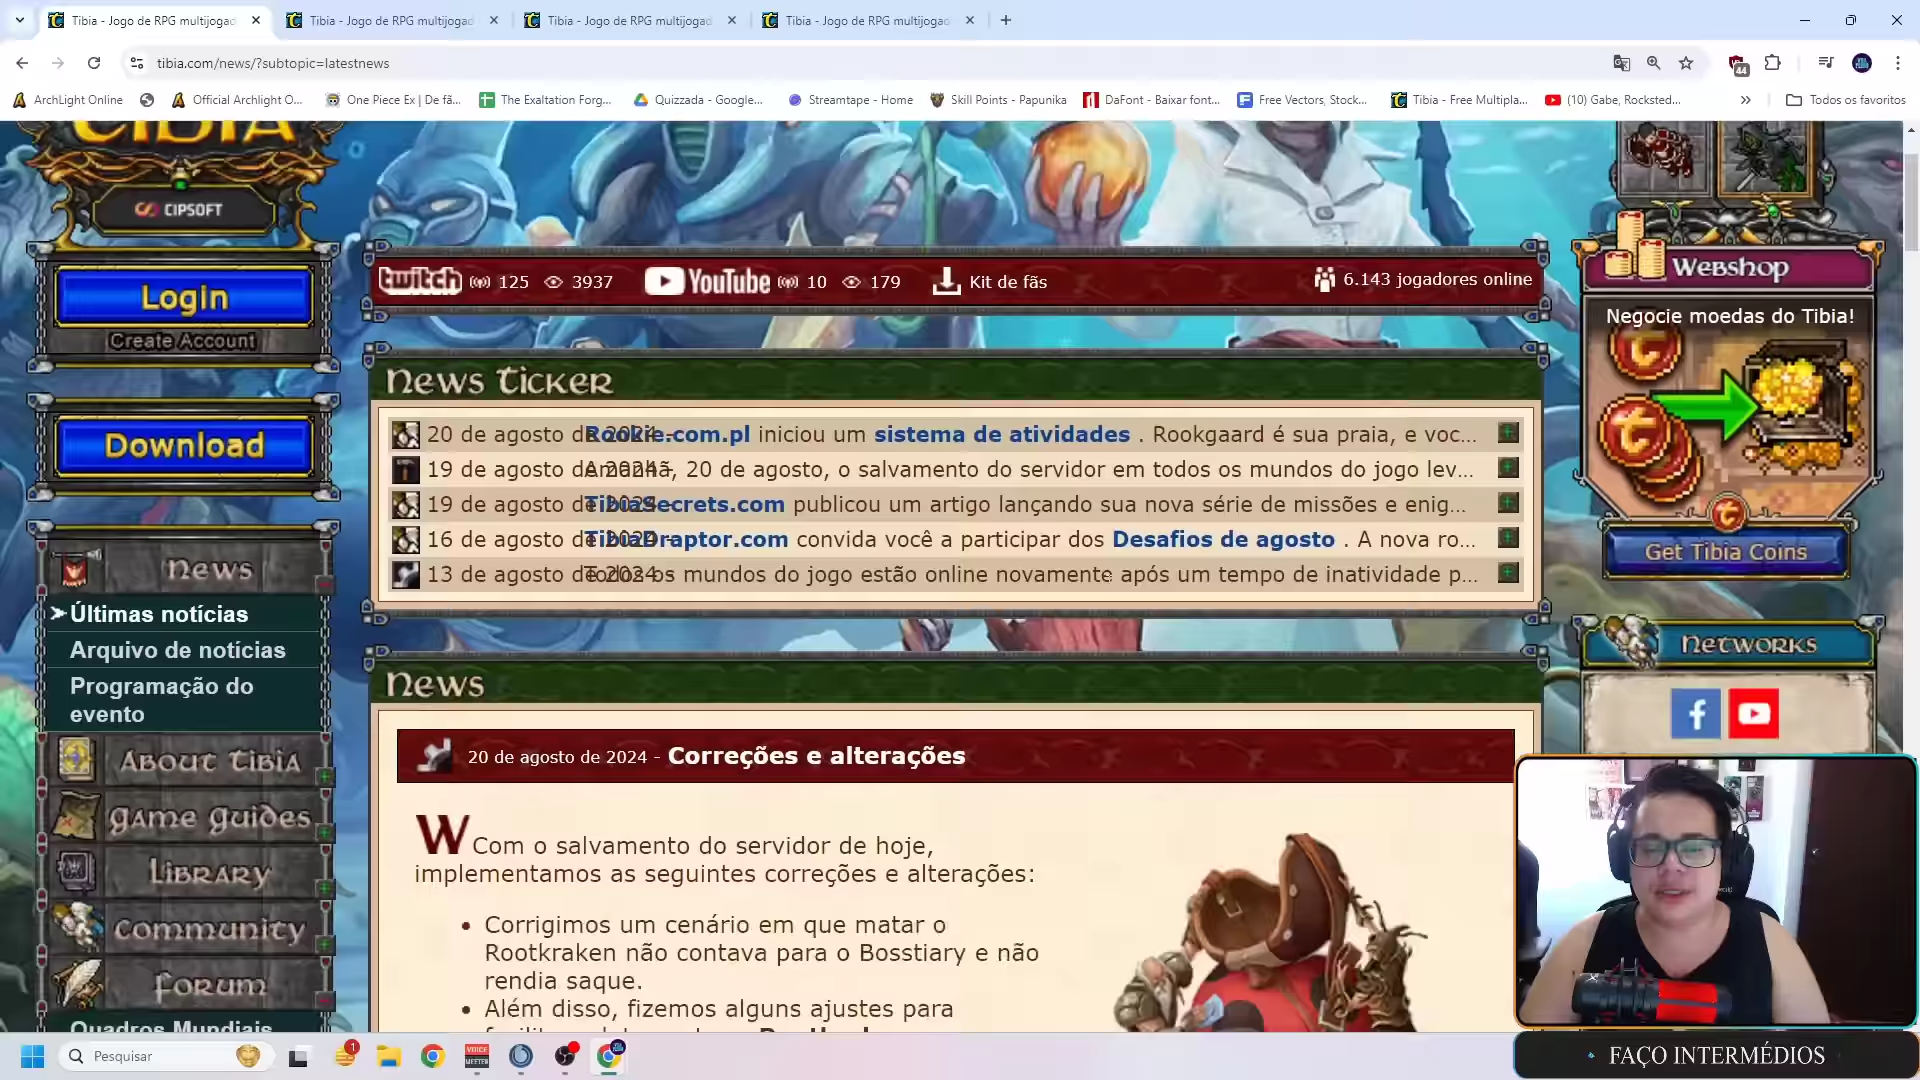 Tibia - Jogo de RPG multijogad
Tibia - Jogo de RPG multijogad
Tibia - Jogo de RPG multijogad
Tibia - Jogo de RPG multijogad
tibia.com/news/?subtopic=latestnews
44
ArchLight Online
Official Archlight O...
One Piece Ex | De fã...
The Exaltation Forg...
Quizzada - Google...
Streamtape - Home
Skill Points - Papunika
DaFont - Baixar font...
Free Vectors, Stock...
Tibia - Free Multipla...
(10) Gabe, Rocksted...
Todos os favoritos
TIBIA
CIPSOFT
Login
Create Account
Download
News
Últimas notícias
Arquivo de notícias
Programação do
evento
About Tibia
Game Guides
Library
Community
Forum
Quadros Mundiais
twitch 125 3937 YouTube 10 179 Kit de fãs 6.143 jogadores online
News Ticker
20 de agosto de 2024 - Rookie.com.pl iniciou um sistema de atividades . Rookgaard é sua praia, e voc...
19 de agosto de 2024 - Amanhã, 20 de agosto, o salvamento do servidor em todos os mundos do jogo lev...
19 de agosto de 2024 - TibiaSecrets.com publicou um artigo lançando sua nova série de missões e enig...
16 de agosto de 2024 - TibiaDraptor.com convida você a participar dos Desafios de agosto . A nova ro...
13 de agosto de 2024 - Todos os mundos do jogo estão online novamente após um tempo de inatividade p...
News
20 de agosto de 2024 - Correções e alterações
W Com o salvamento do servidor de hoje,
implementamos as seguintes correções e alterações:
• Corrigimos um cenário em que matar o
Rootkraken não contava para o Bosstiary e não
rendia saque.
• Além disso, fizemos alguns ajustes para
Webshop
Negocie moedas do Tibia!
Get Tibia Coins
Networks
Pesquisar
1
VOICE
MEETER
FAÇO INTERMÉDIOS